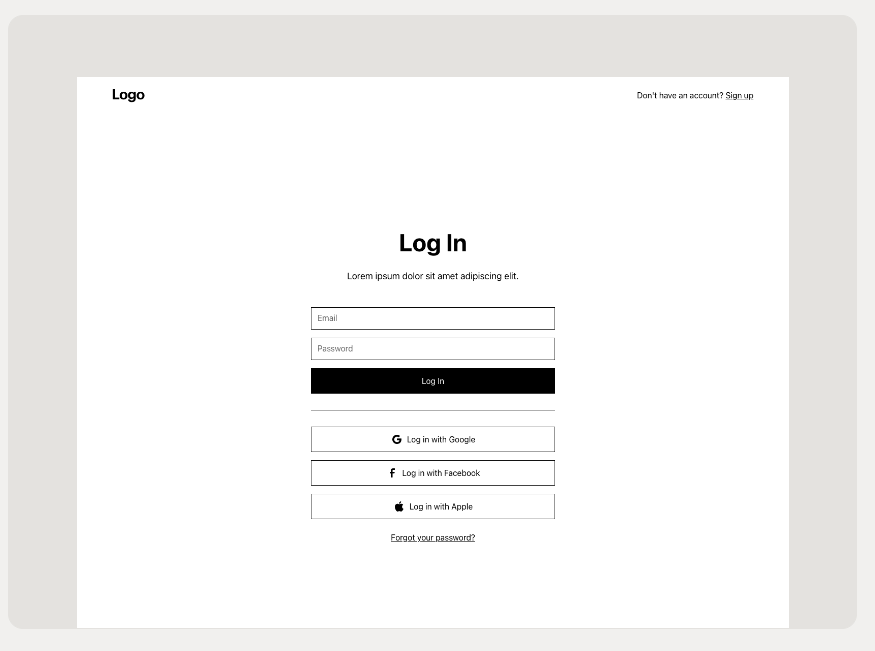 Logo
Don't have an account? Sign up
Log In
Lorem ipsum dolor sit amet adipiscing elit.
Email
Password
Log In
Log in with Google
Log in with Facebook
Log in with Apple
Forgot your password?